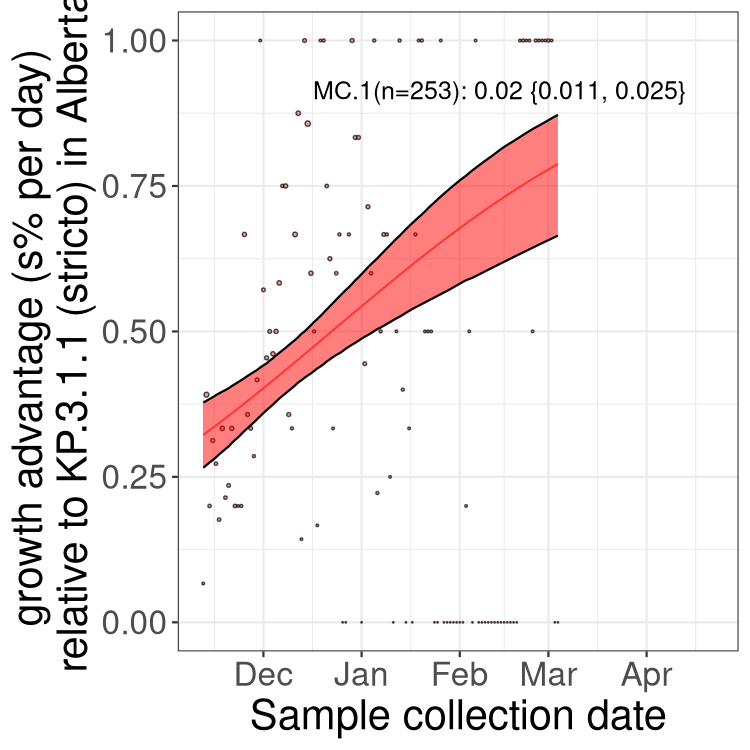 growth advantage (s% per day)
relative to KP.3.1.1 (stricto) in Alberta
1.00
0.75
0.50
0.25
0.00
MC.1(n=253): 0.02 {0.011, 0.025}
Dec Jan Feb Mar Apr
Sample collection date